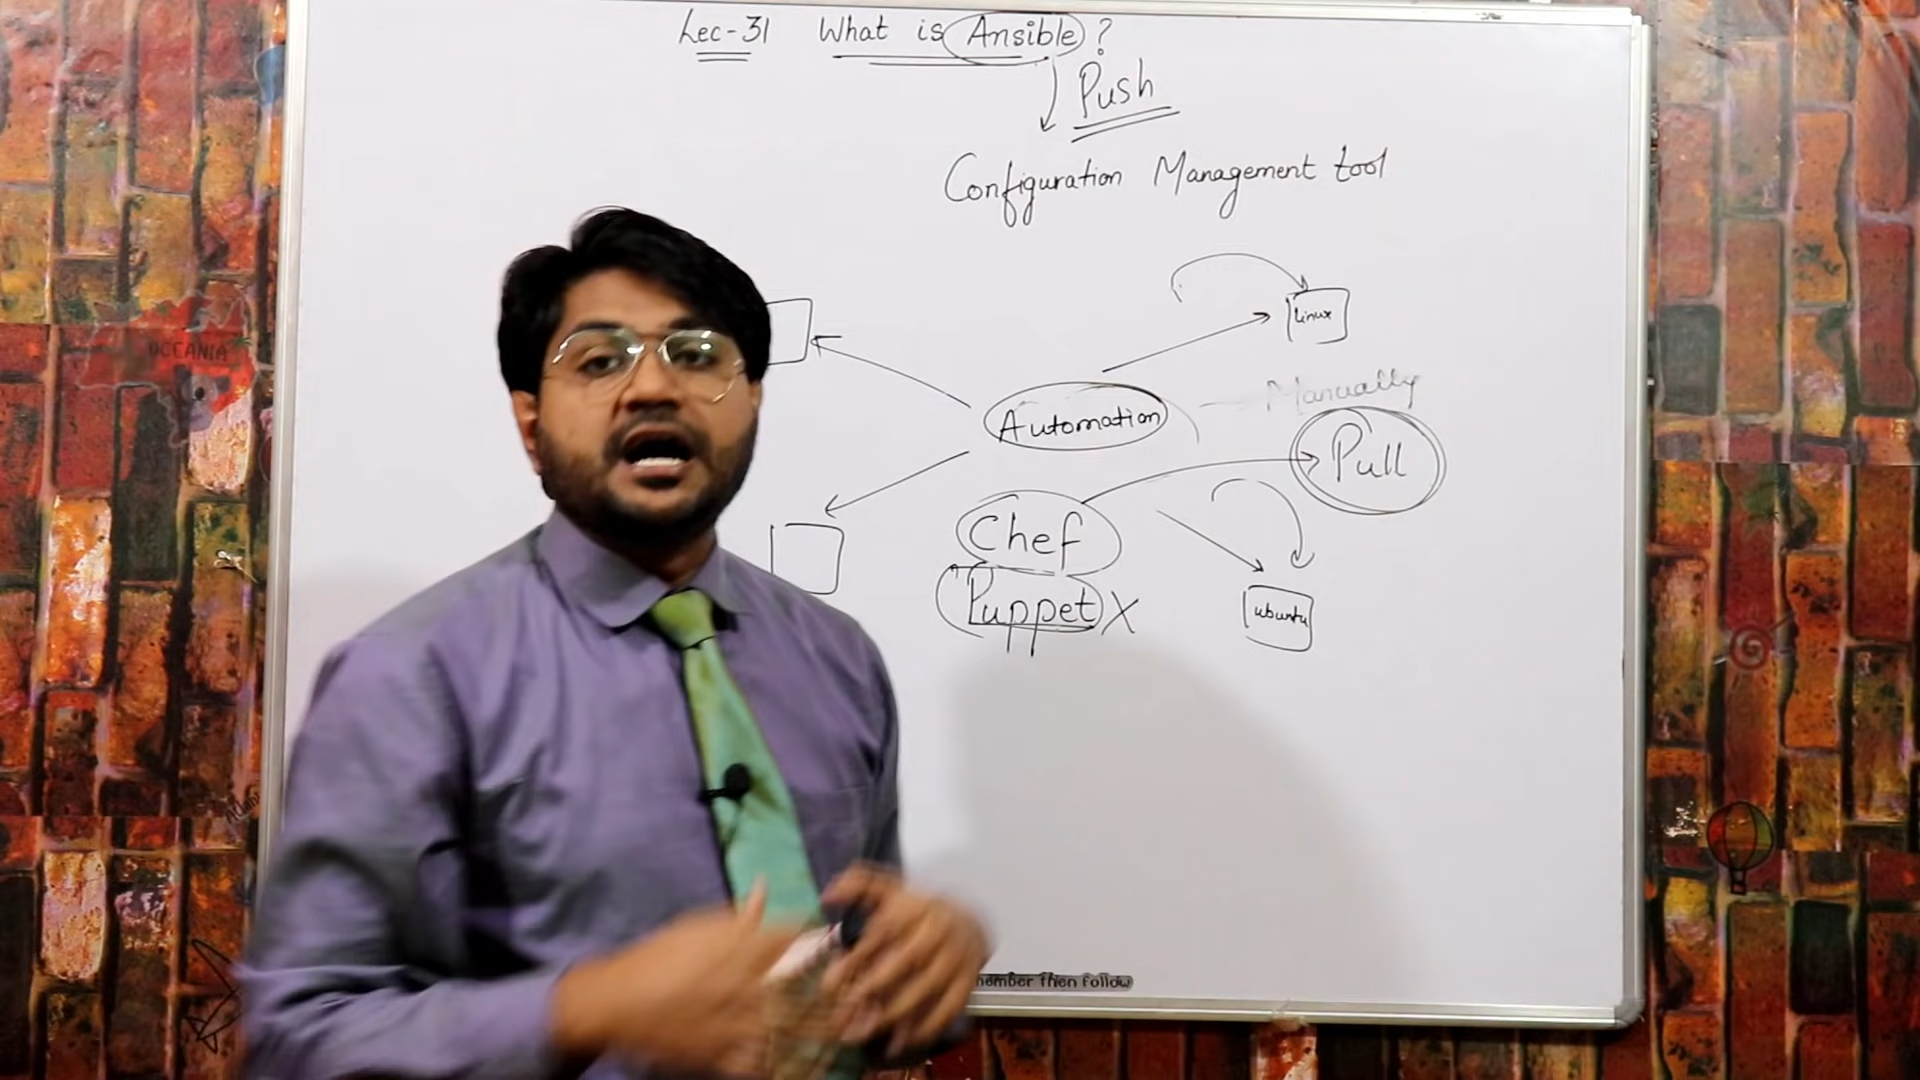 Lec-31 What is Ansible ?
Push
Configuration Management tool
Linux
OCEANIA
Manually
Automation
Pull
Chef
Puppet X
ubuntu
member then follow